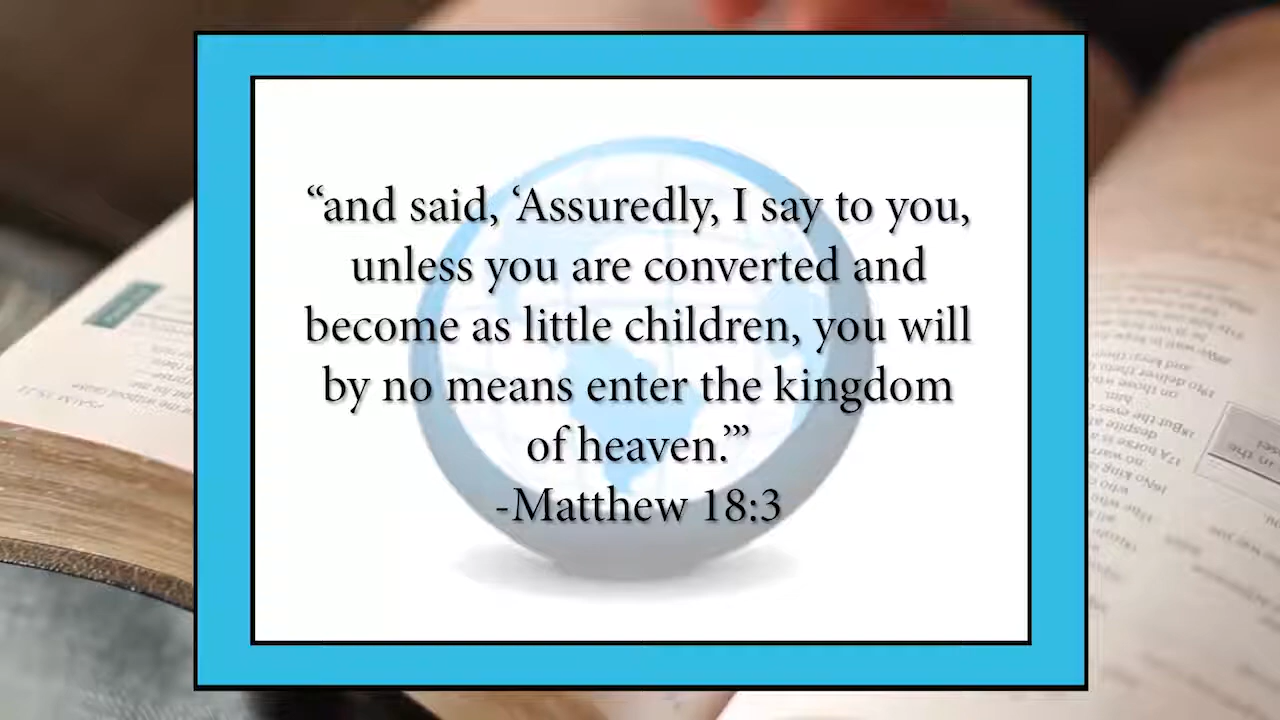 “and said, ‘Assuredly, I say to you,
unless you are converted and
become as little children, you will
by no means enter the kingdom
of heaven.’”
-Matthew 18:3